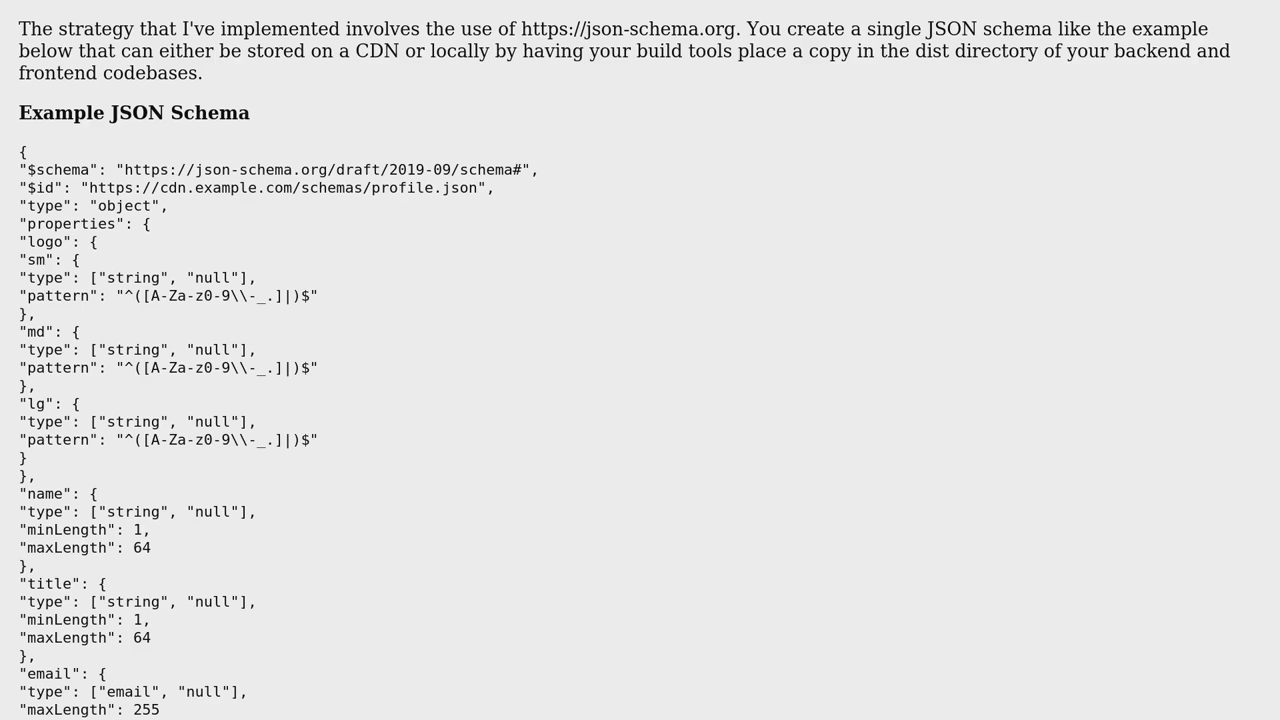 The strategy that I've implemented involves the use of https://json-schema.org. You create a single JSON schema like the example
below that can either be stored on a CDN or locally by having your build tools place a copy in the dist directory of your backend and
frontend codebases.
Example JSON Schema
{
"$schema": "https://json-schema.org/draft/2019-09/schema#",
"$id": "https://cdn.example.com/schemas/profile.json",
"type": "object",
"properties": {
"logo": {
"sm": {
"type": ["string", "null"],
"pattern": "^([A-Za-z0-9\\-_.]|)$"
},
"md": {
"type": ["string", "null"],
"pattern": "^([A-Za-z0-9\\-_.]|)$"
},
"lg": {
"type": ["string", "null"],
"pattern": "^([A-Za-z0-9\\-_.]|)$"
}
},
"name": {
"type": ["string", "null"],
"minLength": 1,
"maxLength": 64
},
"title": {
"type": ["string", "null"],
"minLength": 1,
"maxLength": 64
},
"email": {
"type": ["email", "null"],
"maxLength": 255